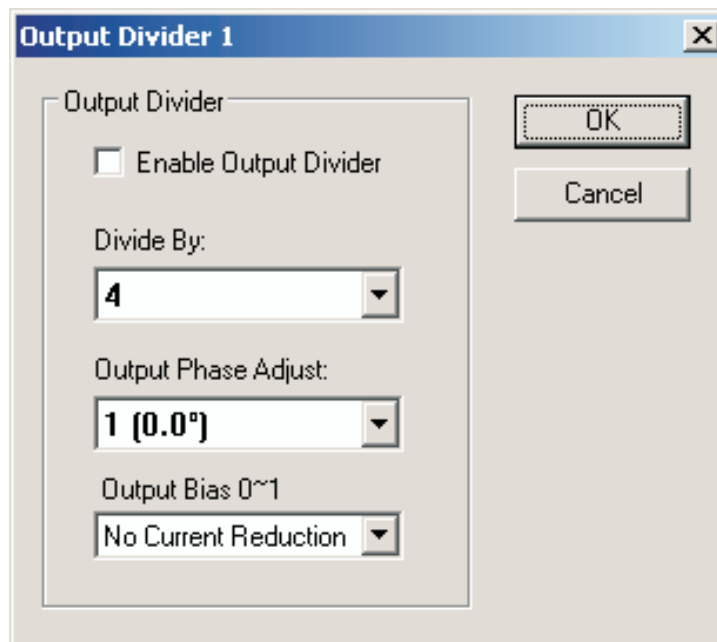 Output Divider 1
Output Divider
Enable Output Divider
Divide By:
4
Output Phase Adjust:
1 (0.0°)
Output Bias 0~1
No Current Reduction
OK
Cancel